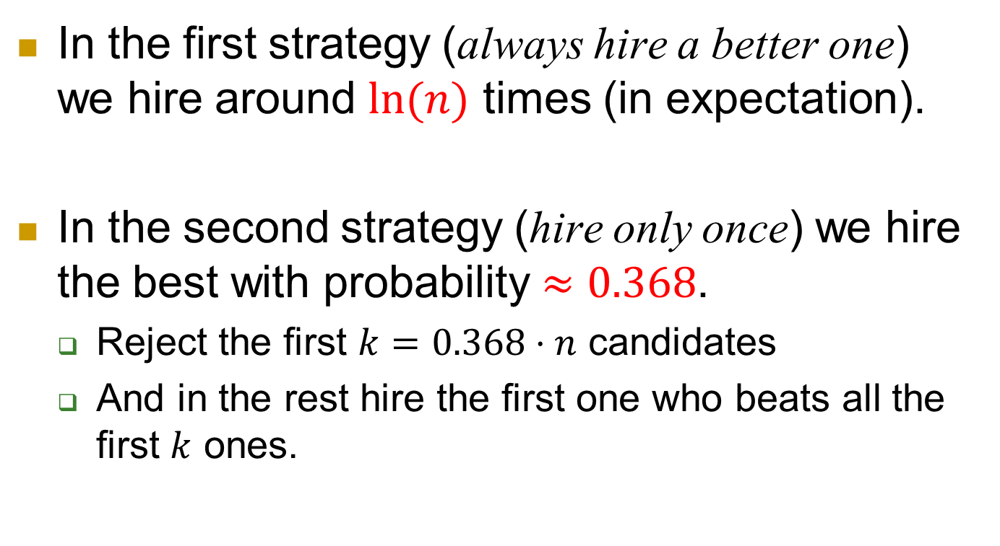 In the first strategy (always hire a better one)
we hire around ln(n) times (in expectation).
In the second strategy (hire only once) we hire
the best with probability ≈ 0.368.
Reject the first k = 0.368 · n candidates
And in the rest hire the first one who beats all the
first k ones.